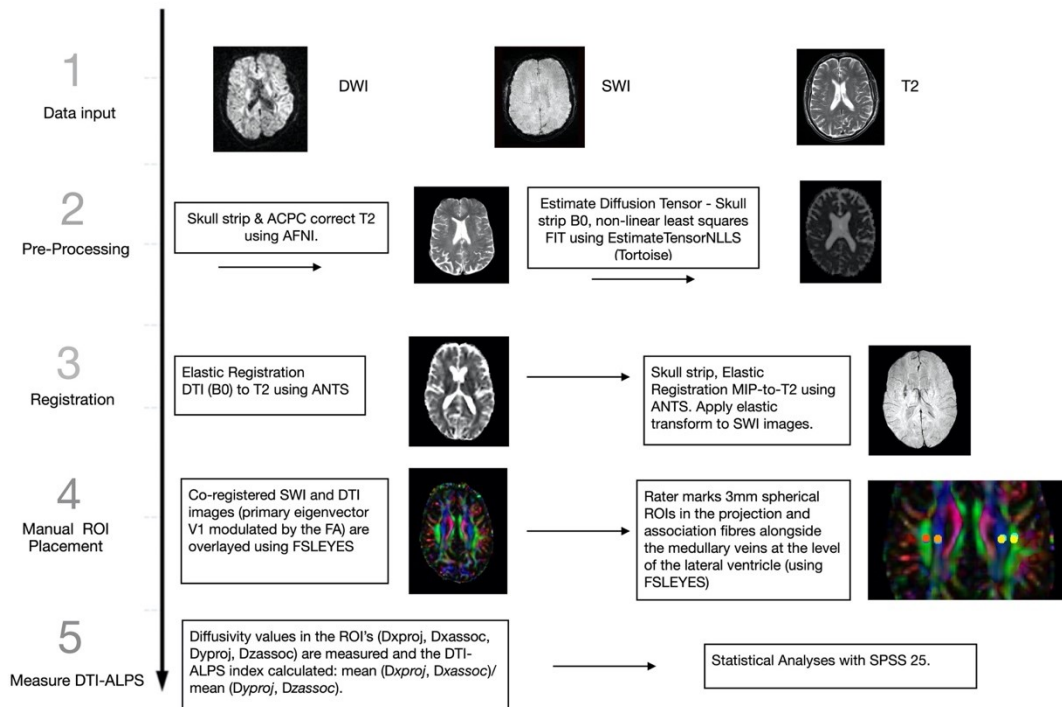 1
Data input
DWI
SWI
T2
2
Pre-Processing
Skull strip & ACPC correct T2
using AFNI.
Estimate Diffusion Tensor - Skull
strip B0, non-linear least squares
FIT using EstimateTensorNLLS
(Tortoise)
3
Registration
Elastic Registration
DTI (B0) to T2 using ANTS
Skull strip, Elastic
Registration MIP-to-T2 using
ANTS. Apply elastic
transform to SWI images.
4
Manual ROI
Placement
Co-registered SWI and DTI
images (primary eigenvector
V1 modulated by the FA) are
overlayed using FSLEYES
Rater marks 3mm spherical
ROIs in the projection and
association fibres alongside
the medullary veins at the level
of the lateral ventricle (using
FSLEYES)
5
Measure DTI-ALPS
Diffusivity values in the ROI's (Dxproj, Dxassoc,
Dyproj, Dzassoc) are measured and the DTI-
ALPS index calculated: mean (Dxproj, Dxassoc)/
mean (Dyproj, Dzassoc).
Statistical Analyses with SPSS 25.